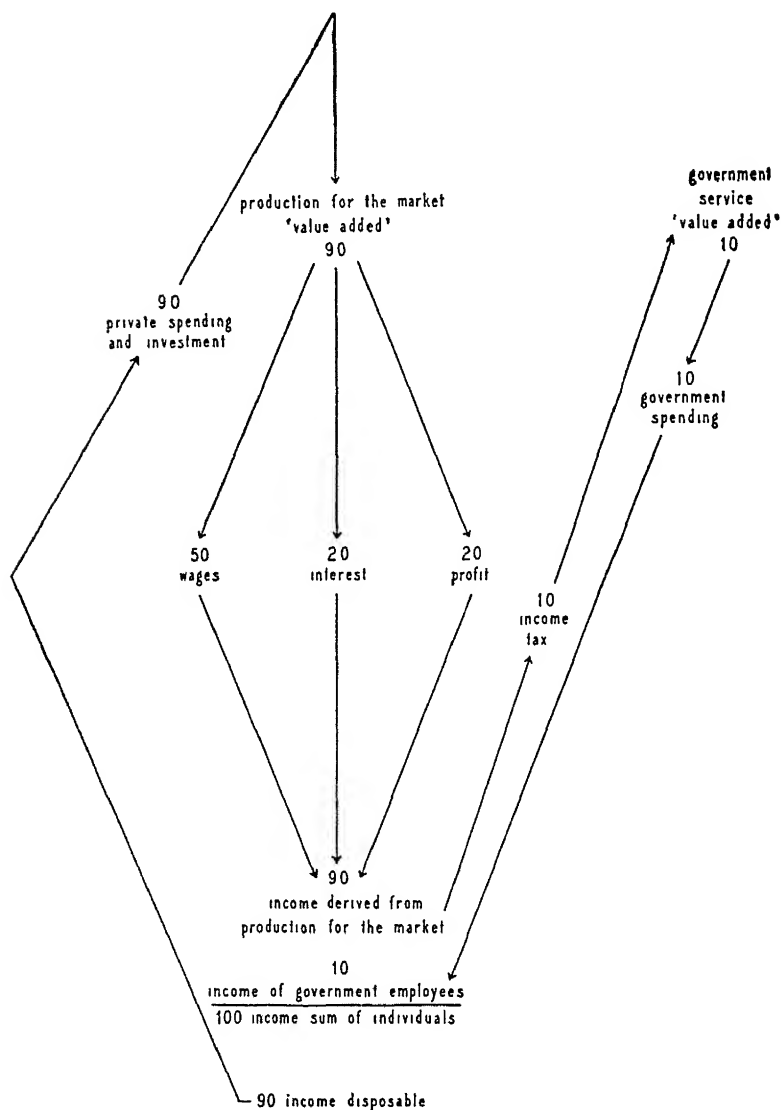 production for the market
'value added'
90
government
service
'value added'
10
90
private spending
and investment
10
government
spending
50
wages
20
interest
20
profit
10
income
tax
90
income derived from
production for the market
10
income of government employees
100 income sum of individuals
90 income disposable